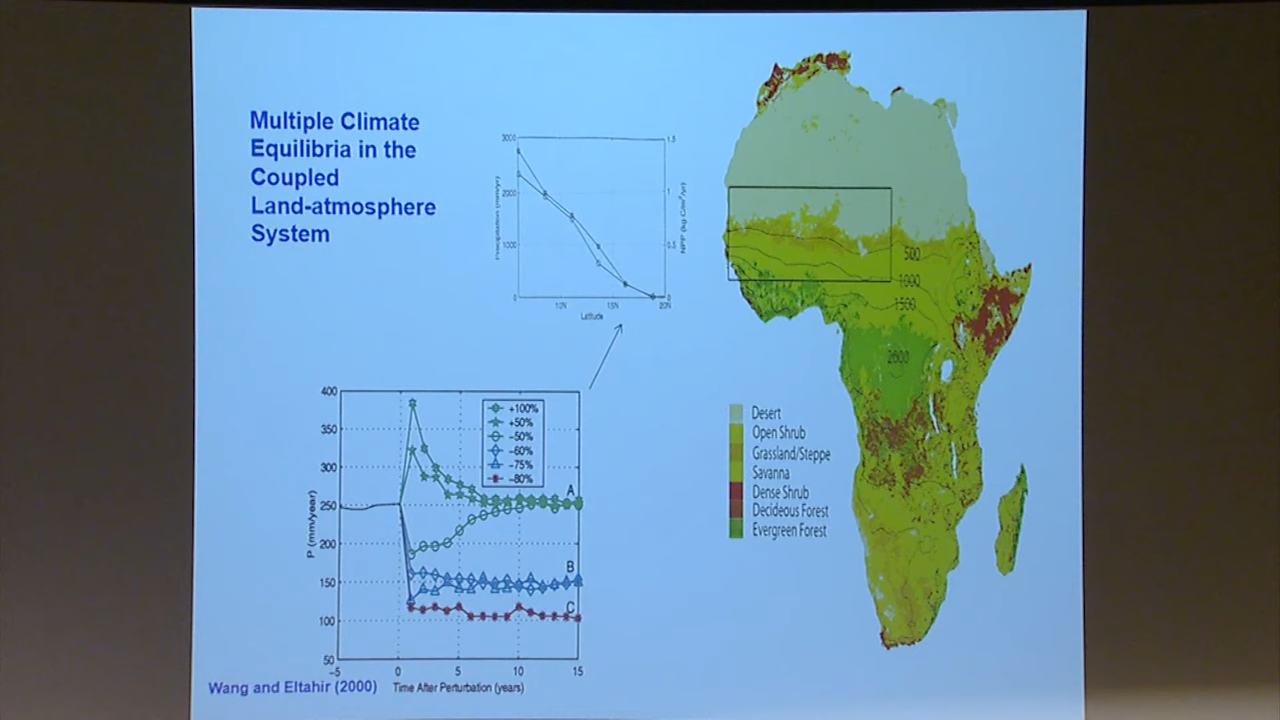 Multiple Climate
Equilibria in the
Coupled
Land-atmosphere
System
3000
2000
1000
0
Precipitation (mm/yr)
1.5
1
0.5
0
NPP (kg C/m²/yr)
10N
15N
20N
Latitude
500
1000
1500
2000
Desert
Open Shrub
Grassland/Steppe
Savanna
Dense Shrub
Decideous Forest
Evergreen Forest
400
350
300
250
200
150
100
50
P (mm/year)
+100%
+50%
-50%
-60%
-75%
-80%
A
B
C
-5
0
5
10
15
Time After Perturbation (years)
Wang and Eltahir (2000)